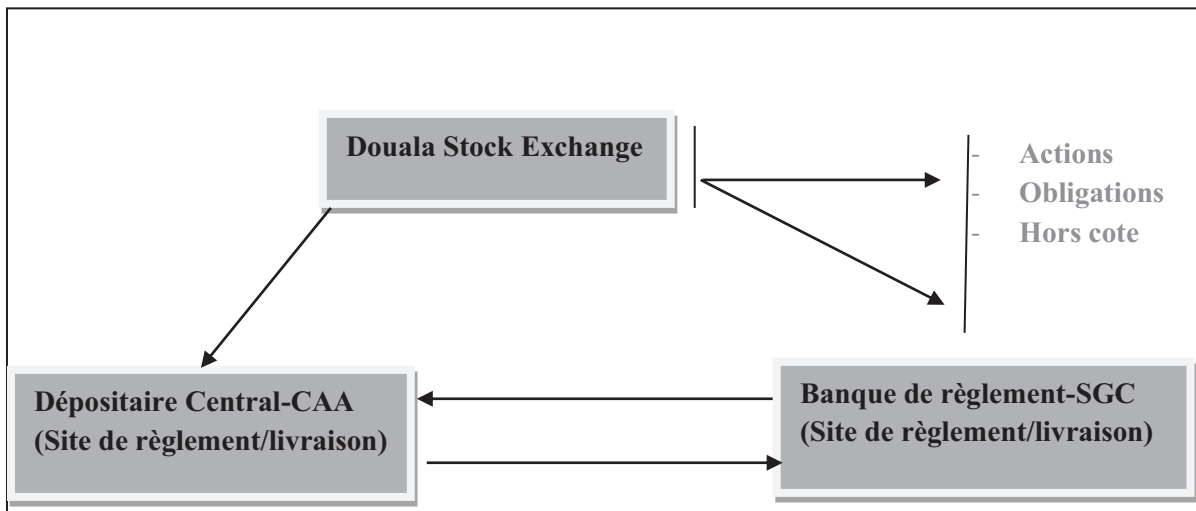 Douala Stock Exchange
- Actions
- Obligations
- Hors cote
Dépositaire Central-CAA
(Site de règlement/livraison)
Banque de règlement-SGC
(Site de règlement/livraison)